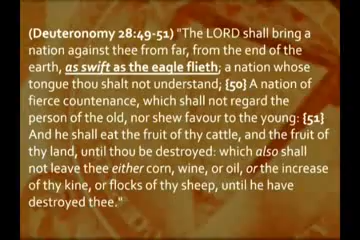 (Deuteronomy 28:49-51) "The LORD shall bring a
nation against thee from far, from the end of the
earth, as swift as the eagle flieth; a nation whose
tongue thou shalt not understand; {50} A nation of
fierce countenance, which shall not regard the
person of the old, nor shew favour to the young: {51}
And he shall eat the fruit of thy cattle, and the fruit of
thy land, until thou be destroyed: which also shall
not leave thee either corn, wine, or oil, or the increase
of thy kine, or flocks of thy sheep, until he have
destroyed thee."